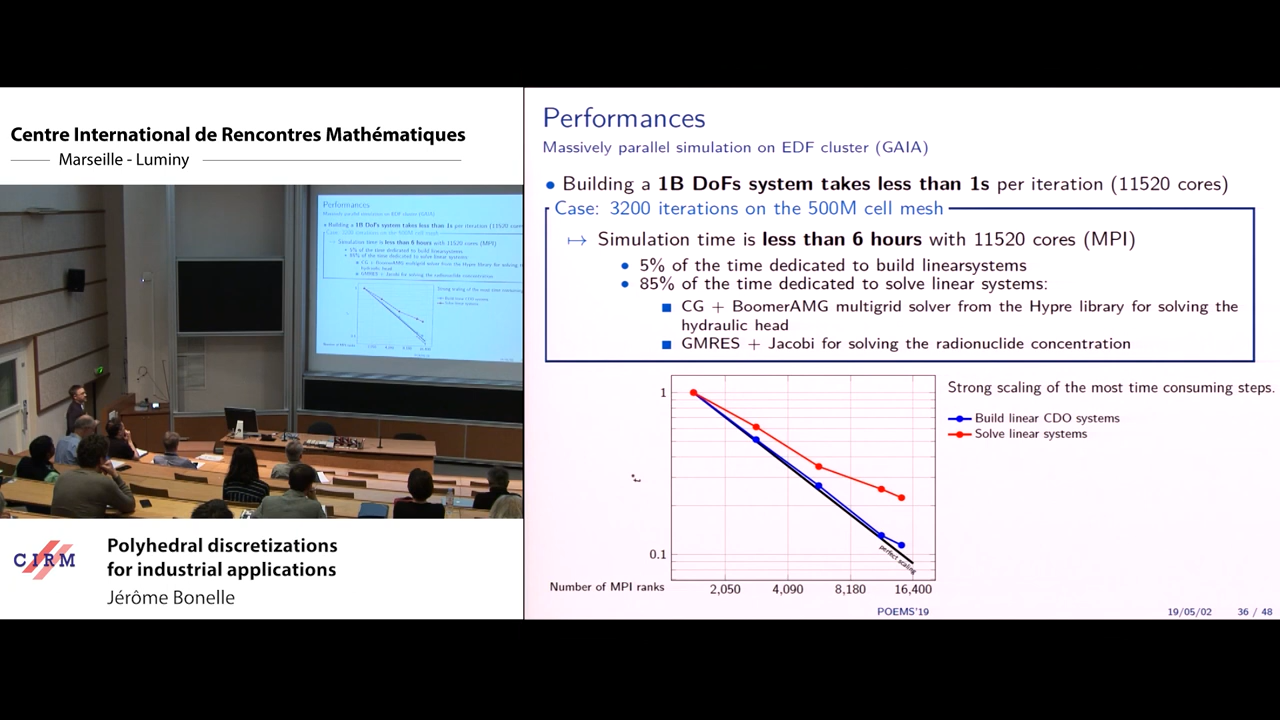 Centre International de Rencontres Mathématiques
Marseille - Luminy
Performances
Massively parallel simulation on EDF cluster (GAIA)
• Building a 1B DoFs system takes less than 1s per iteration (11520 cores)
Case: 3200 iterations on the 500M cell mesh
↦ Simulation time is less than 6 hours with 11520 cores (MPI)
• 5% of the time dedicated to build linearsystems
• 85% of the time dedicated to solve linear systems:
■ CG + BoomerAMG multigrid solver from the Hypre library for solving the
hydraulic head
■ GMRES + Jacobi for solving the radionuclide concentration
Strong scaling of the most time consuming steps.
Build linear CDO systems
Solve linear systems
1
t*
0.1
perfect scaling
Number of MPI ranks
2,050 4,090 8,180 16,400
POEMS'19
19/05/02 36 / 48
CIRM
Polyhedral discretizations
for industrial applications
Jérôme Bonelle